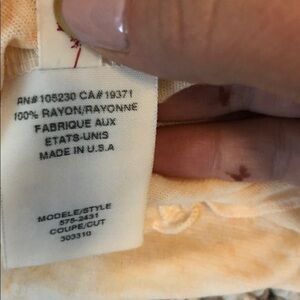 RN# 105230 CA# 19371
100% RAYON/RAYONNE
FABRIQUE AUX
ETATS-UNIS
MADE IN U.S.A
MODELE/STYLE
575-2431
COUPE/CUT
303310